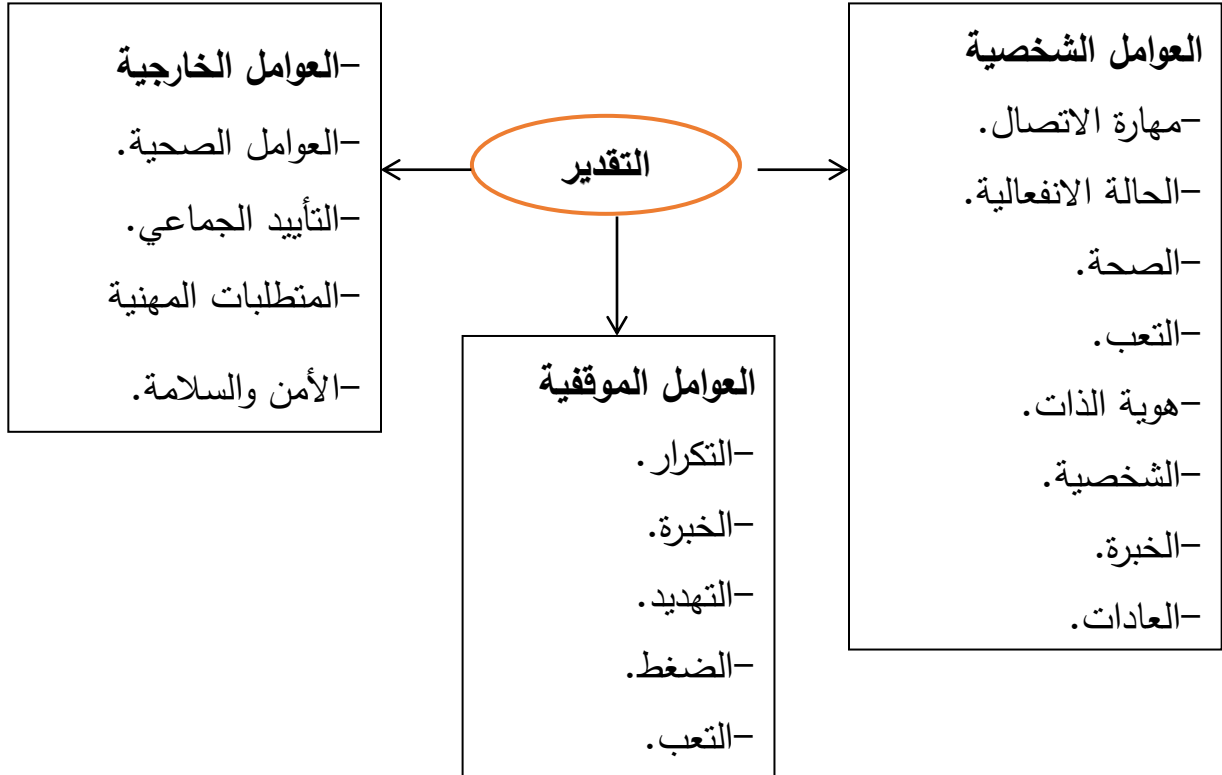 العوامل الشخصية
-مهارة الاتصال.
-الحالة الانفعالية.
-الصحة.
-التعب.
-هوية الذات.
-الشخصية.
-الخبرة.
-العادات.
التقدير
-العوامل الخارجية
-العوامل الصحية.
-التأييد الجماعي.
-المتطلبات المهنية
-الأمن والسلامة.
العوامل الموقفية
-التكرار.
-الخبرة.
-التهديد.
-الضغط.
-التعب.